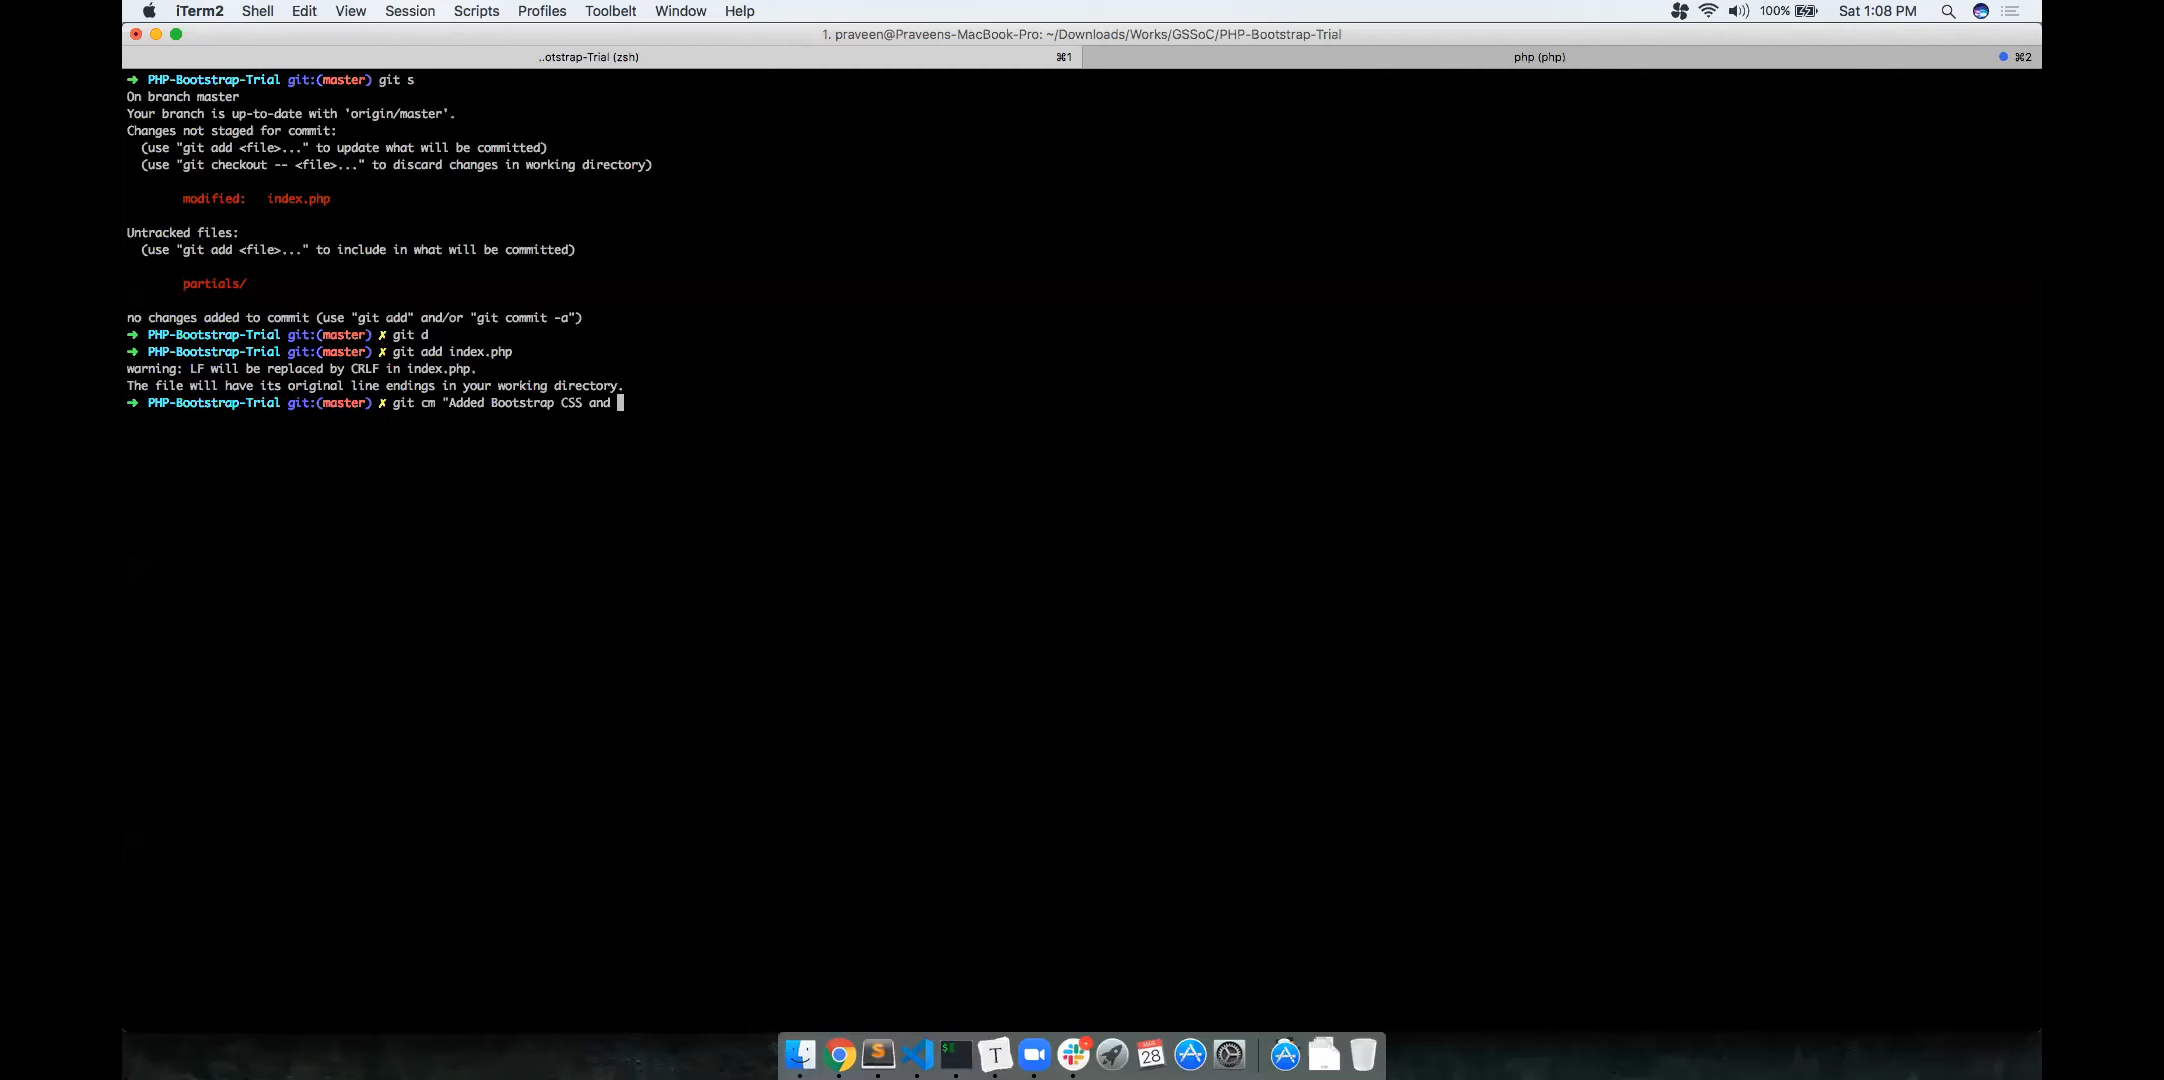 iTerm2 Shell Edit View Session Scripts Profiles Toolbelt Window Help 100% Sat 1:08 PM
1. praveen@Praveens-MacBook-Pro: ~/Downloads/Works/GSSoC/PHP-Bootstrap-Trial
..otstrap-Trial (zsh) ⌘1 php (php) ⌘2
➜ PHP-Bootstrap-Trial git:(master) git s
On branch master
Your branch is up-to-date with 'origin/master'.
Changes not staged for commit:
(use "git add <file>..." to update what will be committed)
(use "git checkout -- <file>..." to discard changes in working directory)
modified: index.php
Untracked files:
(use "git add <file>..." to include in what will be committed)
partials/
no changes added to commit (use "git add" and/or "git commit -a")
➜ PHP-Bootstrap-Trial git:(master) ✗ git d
➜ PHP-Bootstrap-Trial git:(master) ✗ git add index.php
warning: LF will be replaced by CRLF in index.php.
The file will have its original line endings in your working directory.
➜ PHP-Bootstrap-Trial git:(master) ✗ git cm "Added Bootstrap CSS and
S $ T MAR 28